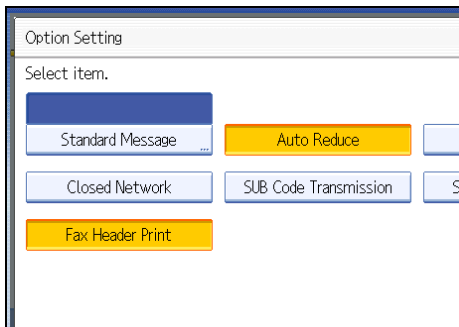 Option Setting
Select item.
Standard Message ...
Auto Reduce
Closed Network
SUB Code Transmission
S
Fax Header Print